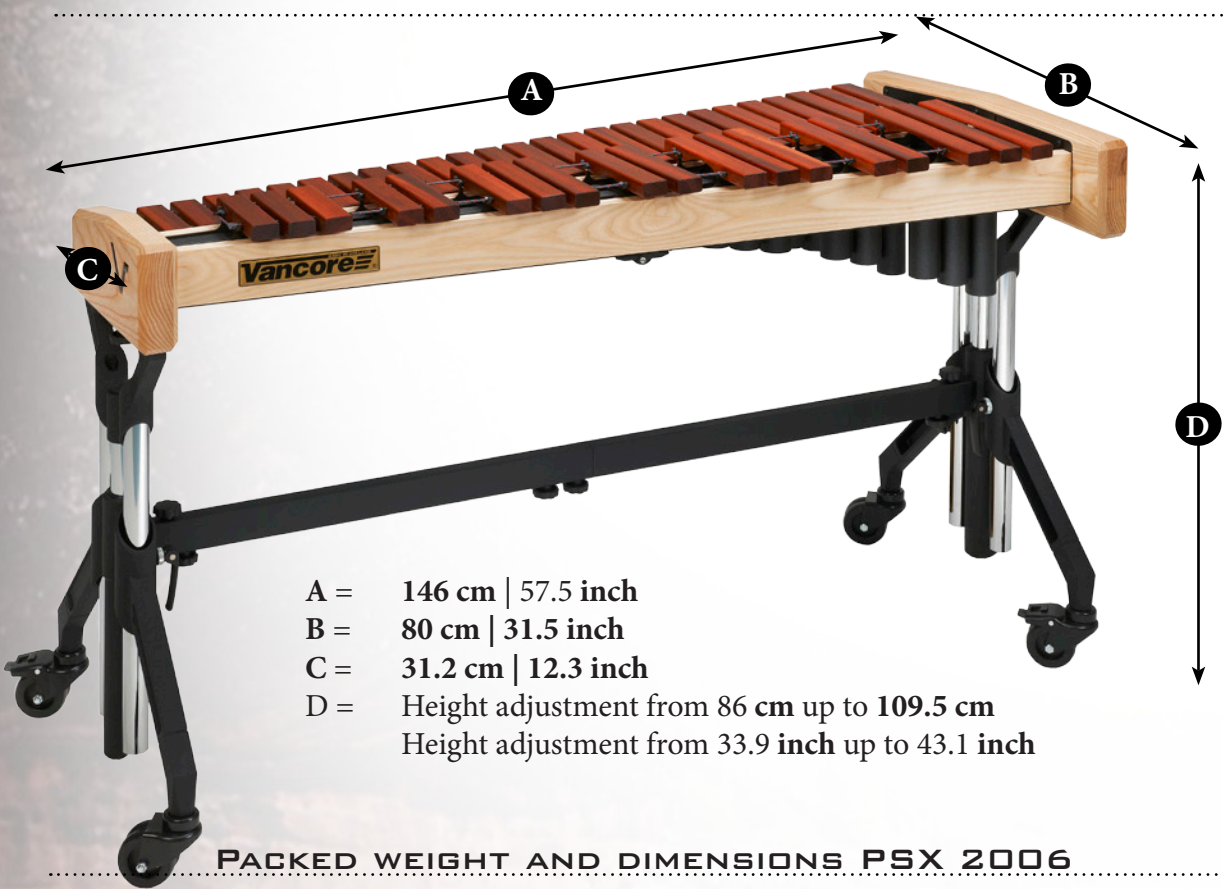 A
B
C
Vancore
D
A = 146 cm | 57.5 inch
B = 80 cm | 31.5 inch
C = 31.2 cm | 12.3 inch
D = Height adjustment from 86 cm up to 109.5 cm
Height adjustment from 33.9 inch up to 43.1 inch
PACKED WEIGHT AND DIMENSIONS PSX 2006